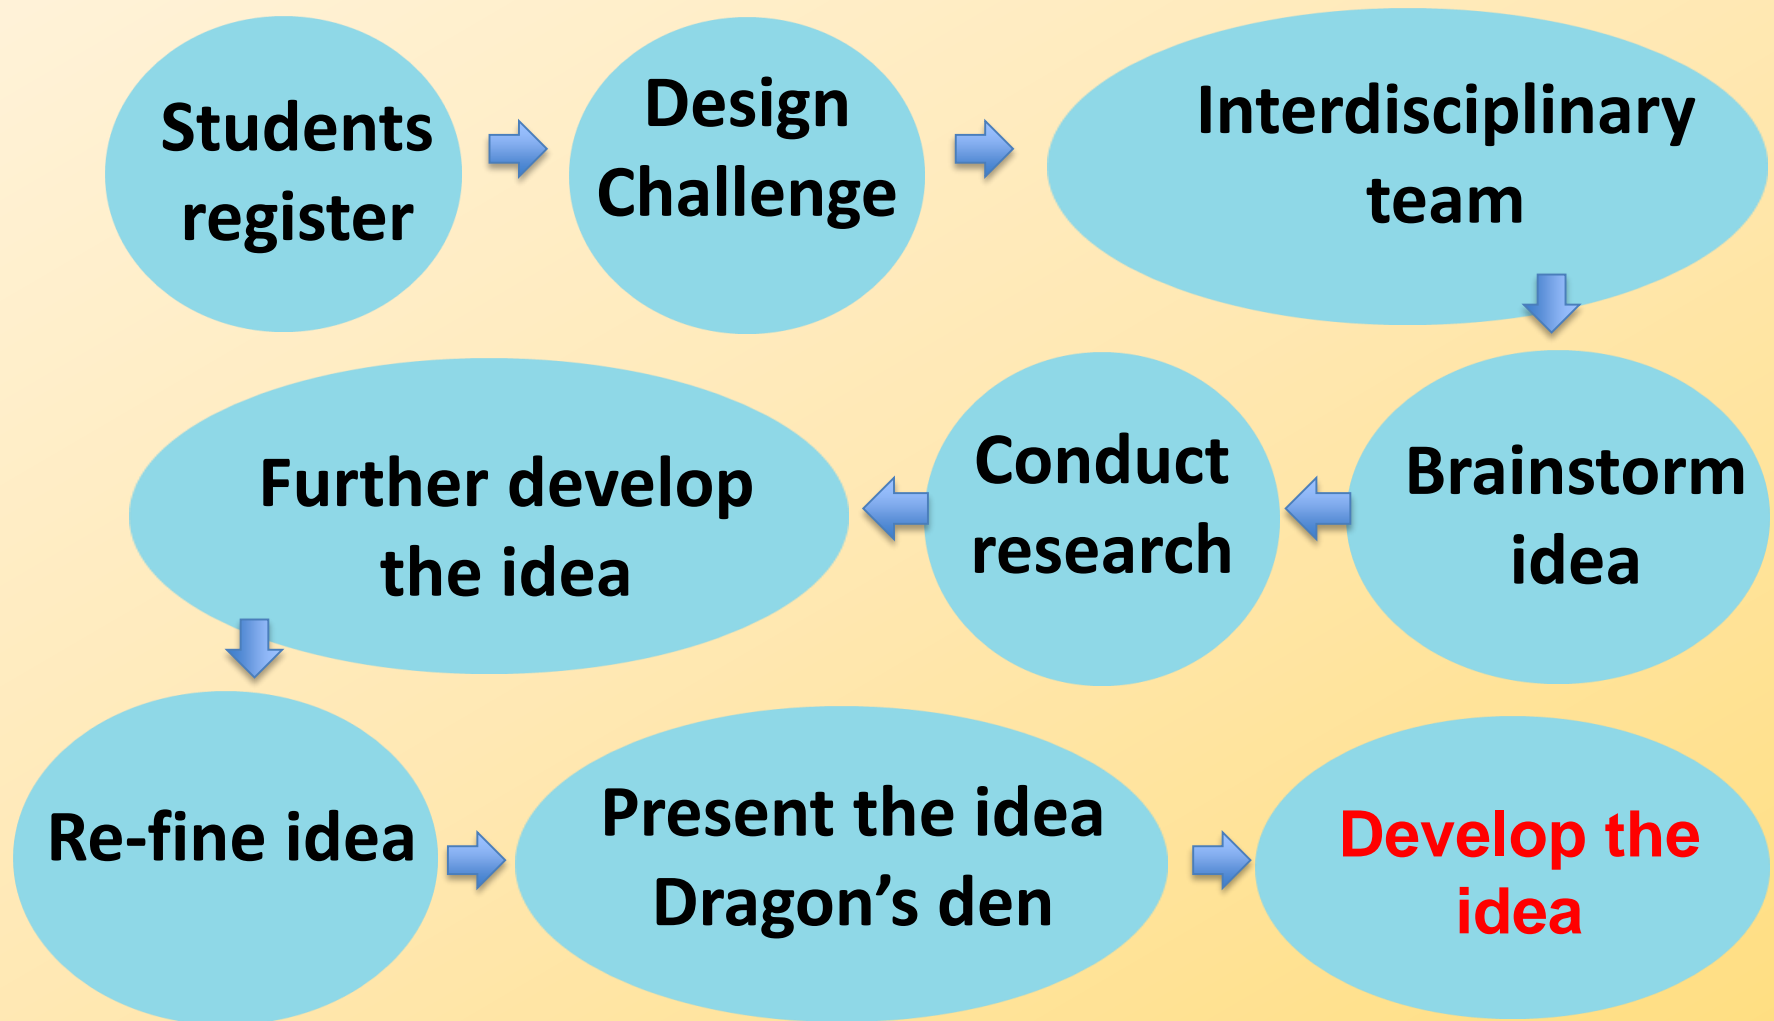 Students
register
Design
Challenge
Interdisciplinary
team
Brainstorm
idea
Conduct
research
Further develop
the idea
Re-fine idea
Present the idea
Dragon’s den
Develop the
idea